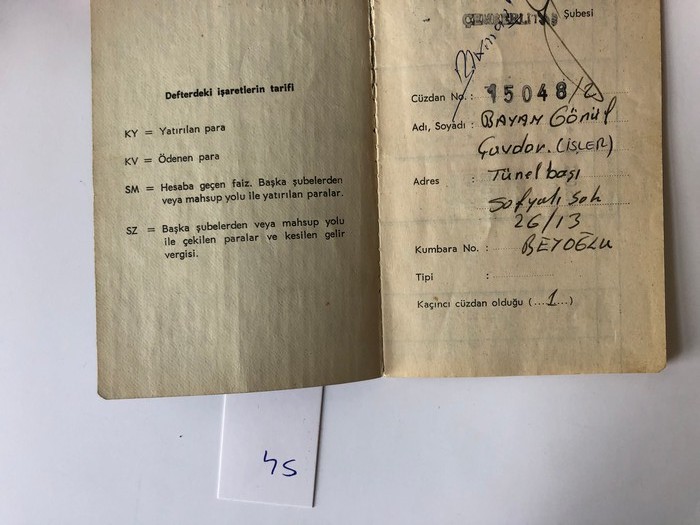 Defterdeki işaretlerin tarifi
KY = Yatırılan para
KV = Ödenen para
SM = Hesaba geçen faiz. Başka şubelerden
veya mahsup yolu ile yatırılan paralar.
SZ = Başka şubelerden veya mahsup yolu
ile çekilen paralar ve kesilen gelir
vergisi.
Şubesi
Cüzdan No. : 15048/2
Adı, Soyadı : BAYAN Gönül
Çavdar. (İŞLER)
Adres : Tünelbaşı
Sofyalı Sok
26/13
Kumbara No. : BEYOĞLU
Tipi :
Kaçıncı cüzdan olduğu (...1...)
45